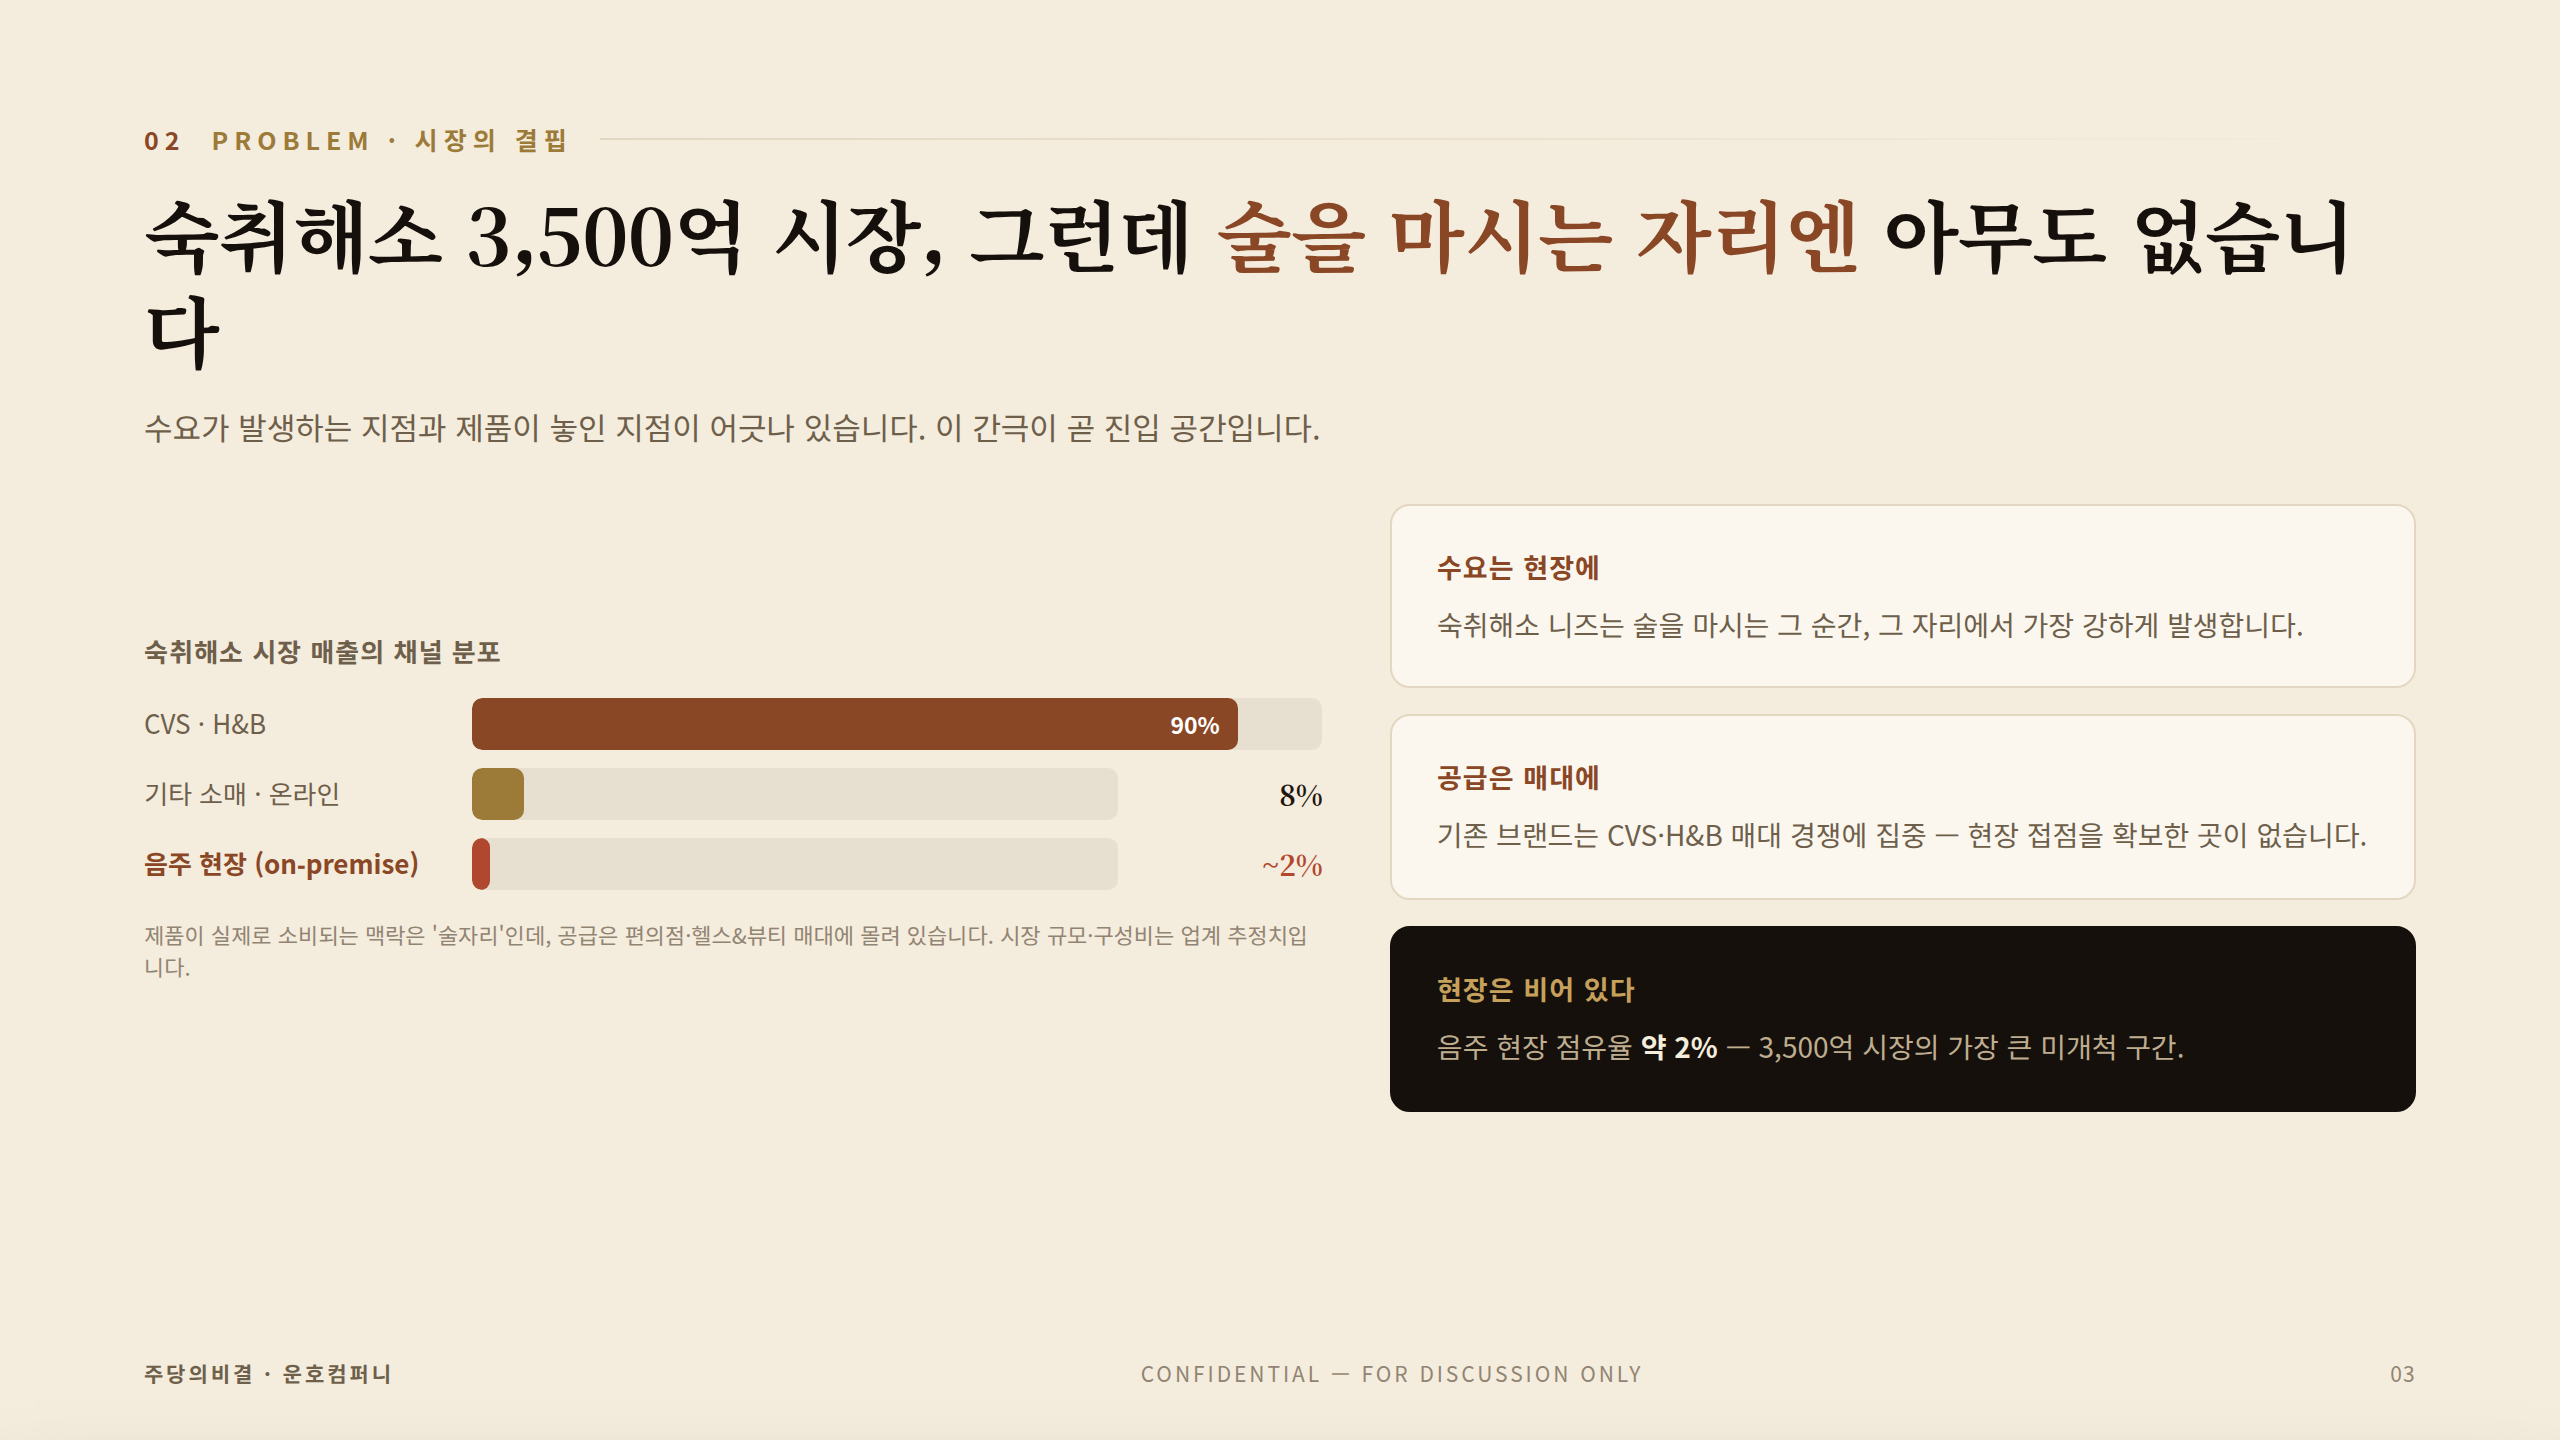 02 PROBLEM · 시장의 결핍
숙취해소 3,500억 시장, 그런데 술을 마시는 자리엔 아무도 없습니
다
수요가 발생하는 지점과 제품이 놓인 지점이 어긋나 있습니다. 이 간극이 곧 진입 공간입니다.
숙취해소 시장 매출의 채널 분포
CVS · H&B 90%
기타 소매 · 온라인 8%
음주 현장 (on-premise) ~2%
제품이 실제로 소비되는 맥락은 '술자리'인데, 공급은 편의점·헬스&뷰티 매대에 몰려 있습니다. 시장 규모·구성비는 업계 추정치입
니다.
수요는 현장에
숙취해소 니즈는 술을 마시는 그 순간, 그 자리에서 가장 강하게 발생합니다.
공급은 매대에
기존 브랜드는 CVS·H&B 매대 경쟁에 집중 — 현장 접점을 확보한 곳이 없습니다.
현장은 비어 있다
음주 현장 점유율 약 2% — 3,500억 시장의 가장 큰 미개척 구간.
주당의비결 · 운호컴퍼니
CONFIDENTIAL — FOR DISCUSSION ONLY
03